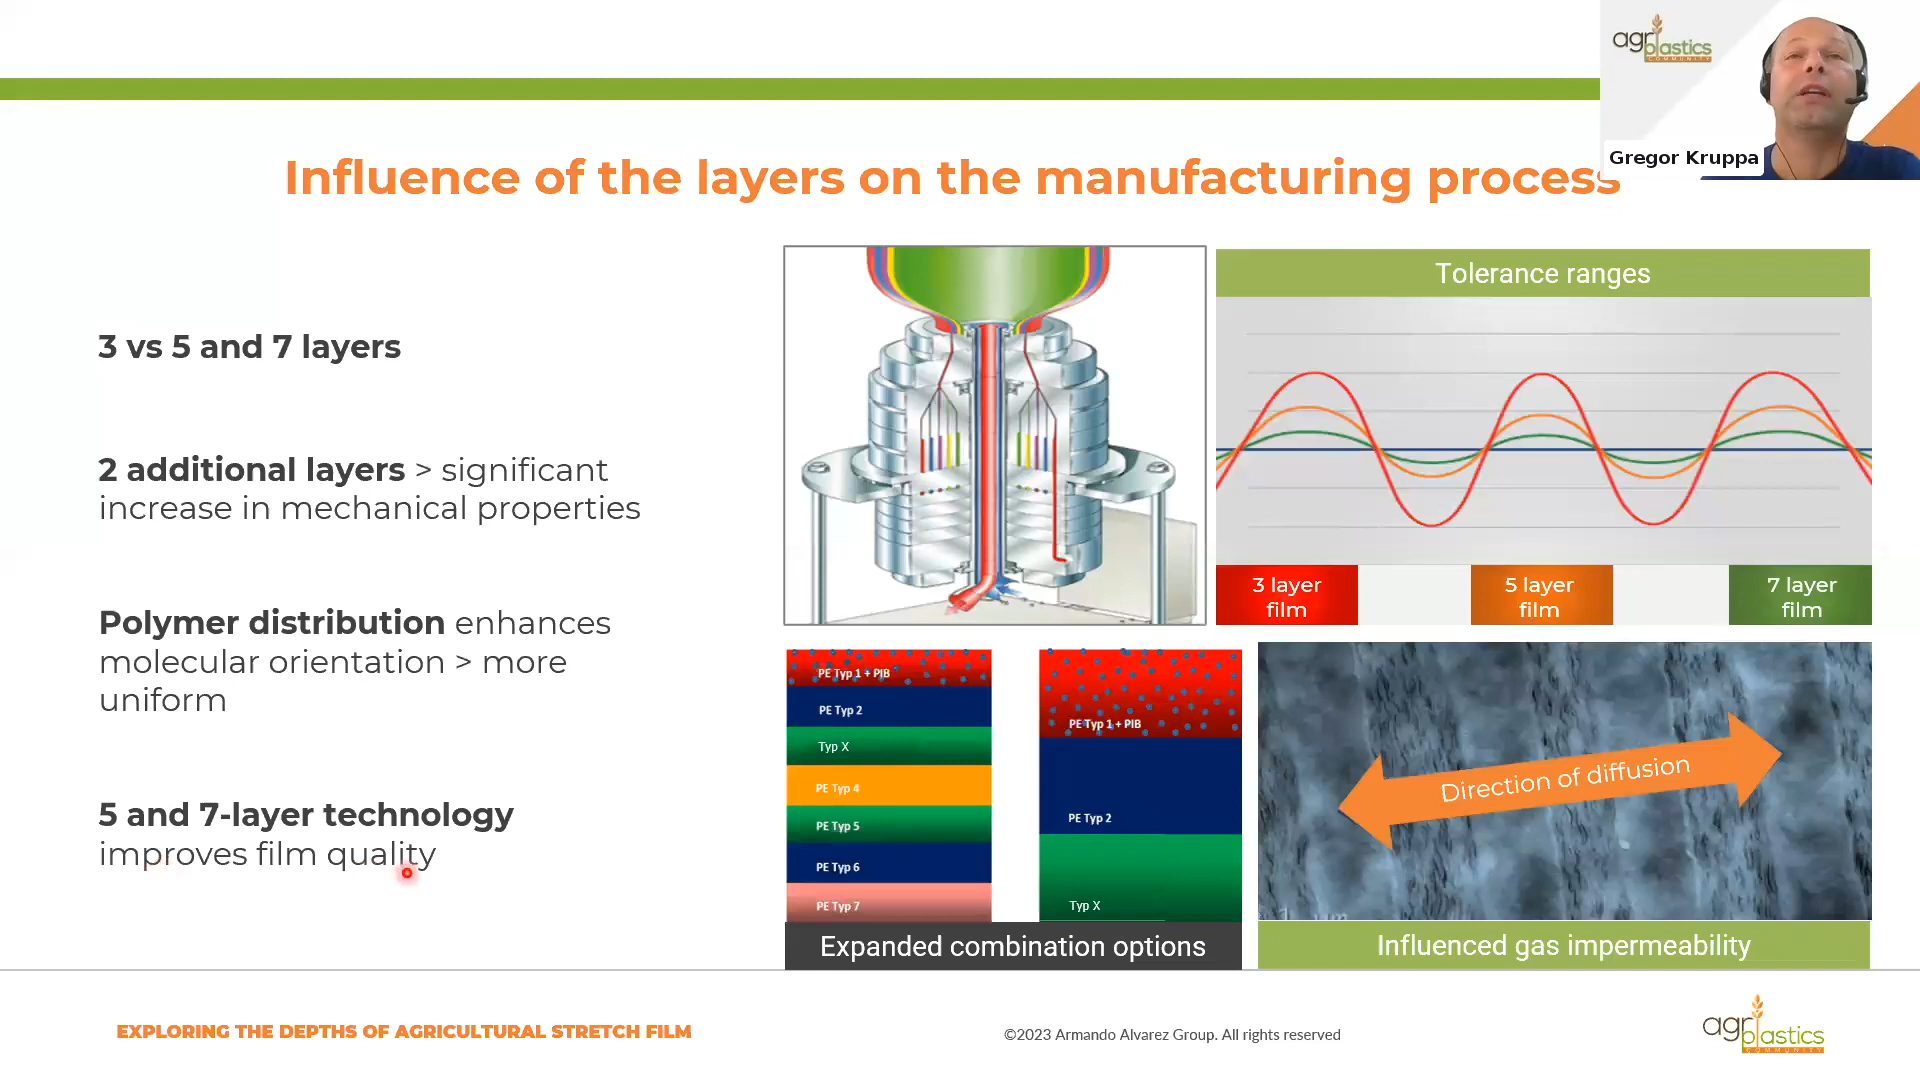 agriplastics
COMMUNITY
Gregor Kruppa
Influence of the layers on the manufacturing process
3 vs 5 and 7 layers
2 additional layers > significant
increase in mechanical properties
Polymer distribution enhances
molecular orientation > more
uniform
5 and 7-layer technology
improves film quality
Tolerance ranges
3 layer
film
5 layer
film
7 layer
film
PE Typ 1 + PIB
PE Typ 2
Typ X
PE Typ 4
PE Typ 5
PE Typ 6
PE Typ 7
PE Typ 1 + PIB
PE Typ 2
Typ X
Expanded combination options
Direction of diffusion
Influenced gas impermeability
EXPLORING THE DEPTHS OF AGRICULTURAL STRETCH FILM
©2023 Armando Alvarez Group. All rights reserved
agriplastics
COMMUNITY